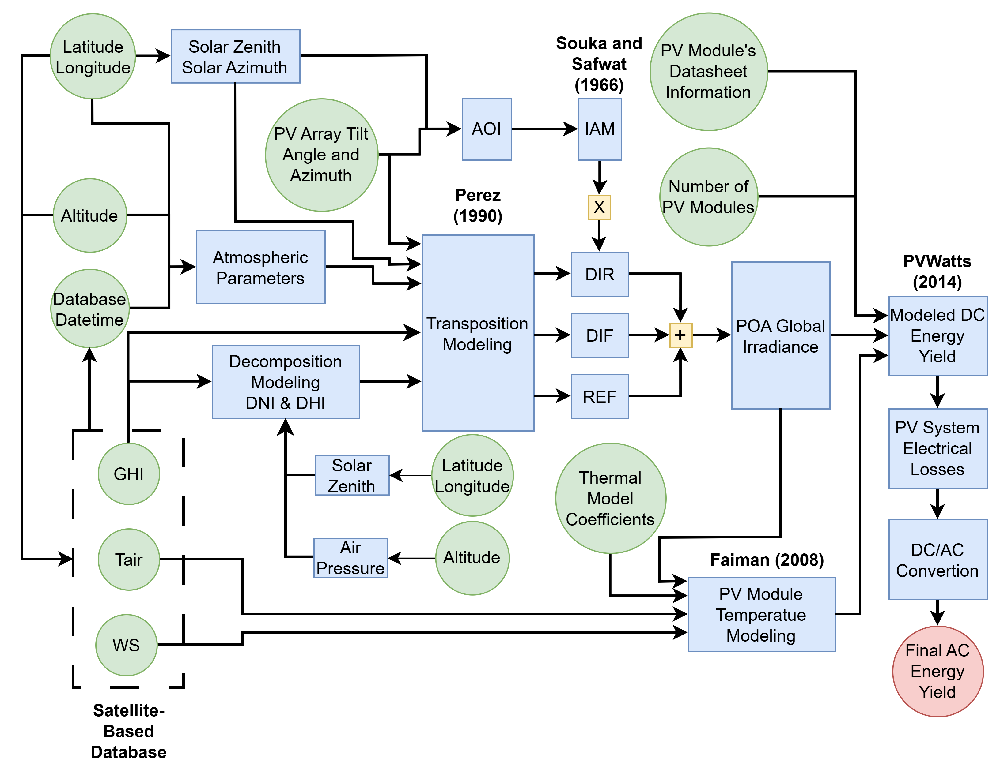 Latitude
Longitude
Solar Zenith
Solar Azimuth
Souka and
Safwat
(1966)
PV Module's
Datasheet
Information
PV Array Tilt
Angle and
Azimuth
AOI
IAM
X
Number of
PV Modules
Altitude
Perez
(1990)
Atmospheric
Parameters
Database
Datetime
Transposition
Modeling
DIR
DIF
REF
+
POA Global
Irradiance
PVWatts
(2014)
Modeled DC
Energy
Yield
Decomposition
Modeling
DNI & DHI
PV System
Electrical
Losses
GHI
Solar
Zenith
Latitude
Longitude
Thermal
Model
Coefficients
Tair
Air
Pressure
Altitude
Faiman (2008)
DC/AC
Convertion
PV Module
Temperatue
Modeling
WS
Final AC
Energy
Yield
Satellite-
Based
Database